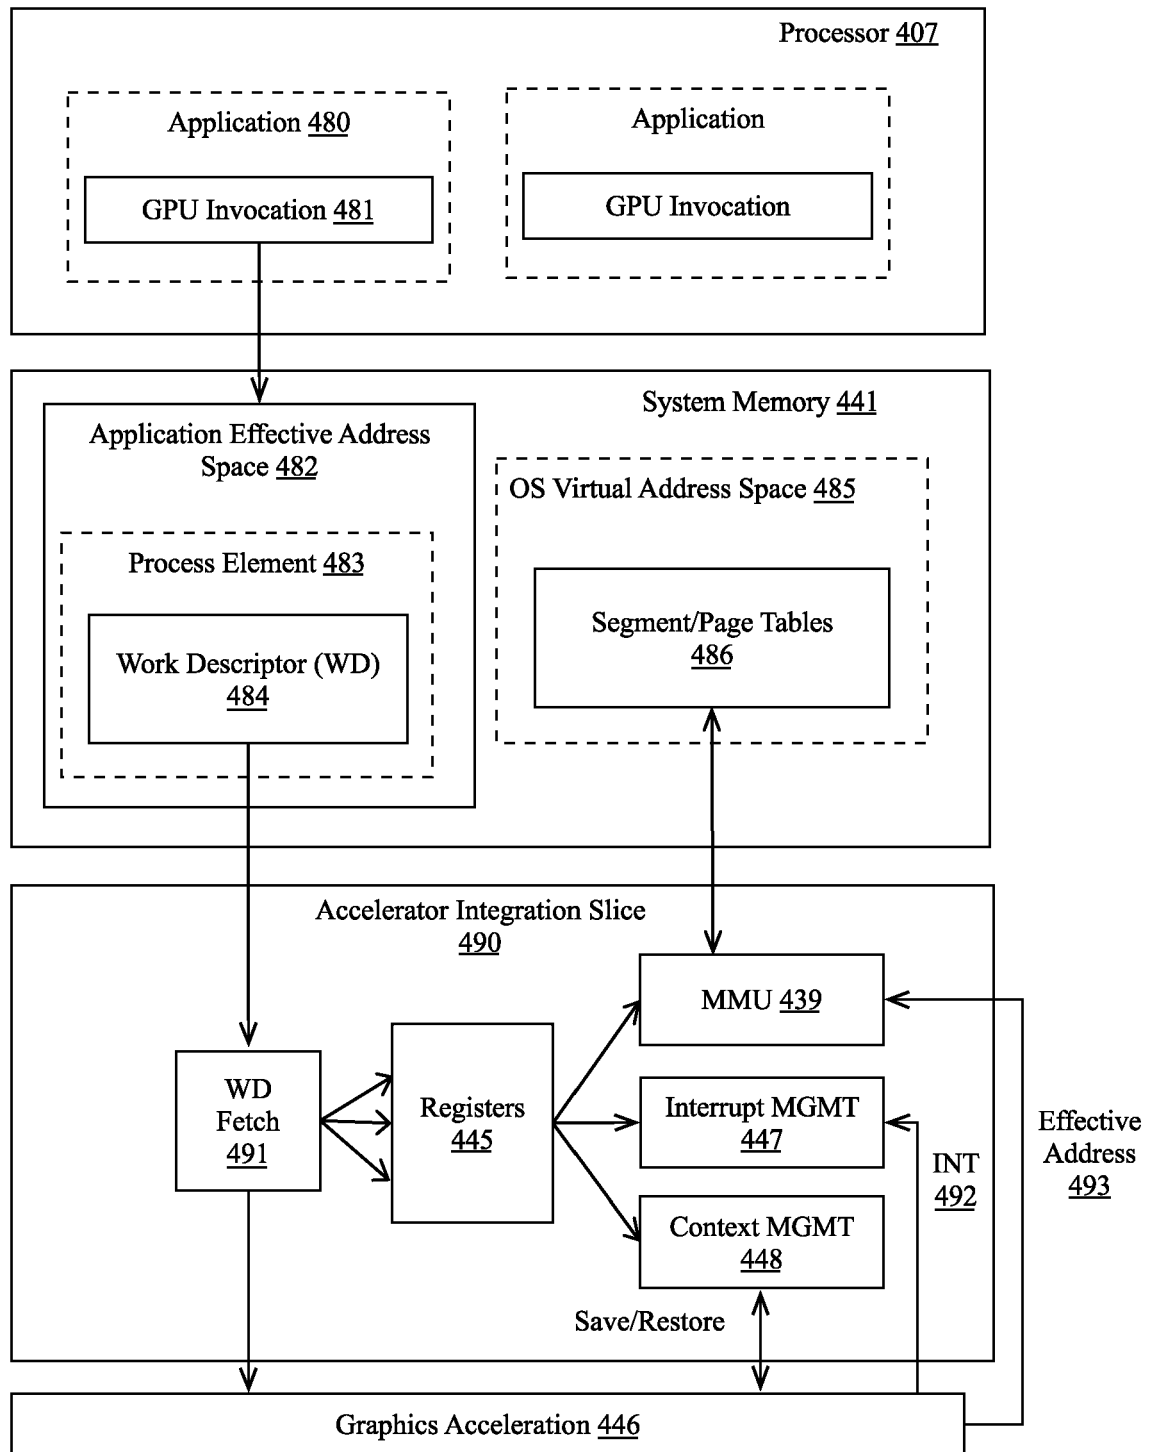 Processor 407
Application 480
GPU Invocation 481
Application
GPU Invocation
System Memory 441
Application Effective Address
Space 482
Process Element 483
Work Descriptor (WD)
484
OS Virtual Address Space 485
Segment/Page Tables
486
Accelerator Integration Slice
490
WD
Fetch
491
Registers
445
MMU 439
Interrupt MGMT
447
Context MGMT
448
Save/Restore
INT
492
Effective
Address
493
Graphics Acceleration 446